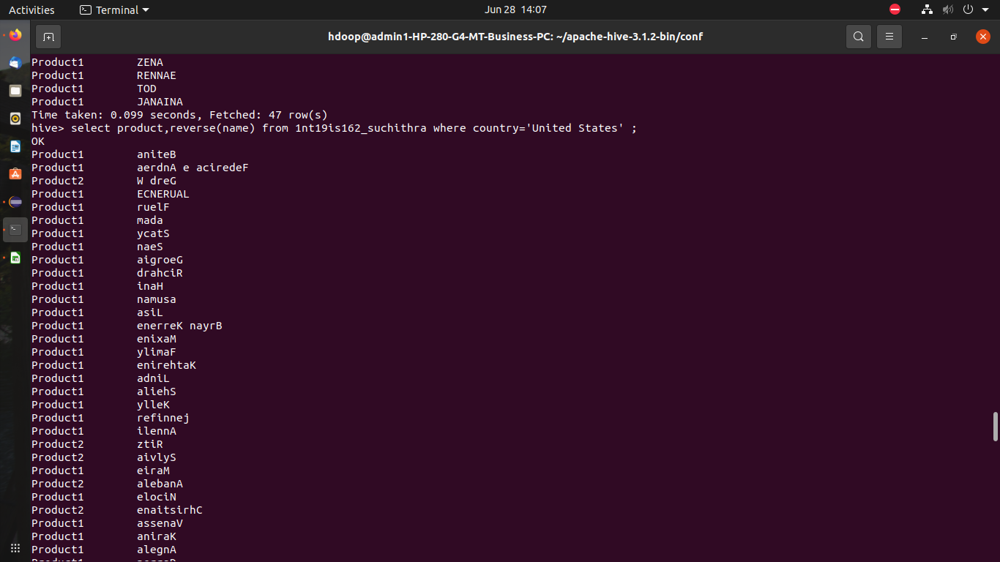 Activities Terminal Jun 28 14:07
hdoop@admin1-HP-280-G4-MT-Business-PC: ~/apache-hive-3.1.2-bin/conf
Product1 ZENA
Product1 RENNAE
Product1 TOD
Product1 JANAINA
Time taken: 0.099 seconds, Fetched: 47 row(s)
hive> select product,reverse(name) from 1nt19is162_suchithra where country='United States' ;
OK
Product1 aniteB
Product1 aerdnA e aciredeF
Product2 W dreG
Product1 ECNERUAL
Product1 ruelF
Product1 mada
Product1 ycatS
Product1 naeS
Product1 aigroeG
Product1 drahciR
Product1 inaH
Product1 namusa
Product1 asiL
Product1 enerreK nayrB
Product1 enixaM
Product1 ylimaF
Product1 enirehtaK
Product1 adniL
Product1 aliehS
Product1 ylleK
Product1 refinnej
Product1 ilennA
Product2 ztiR
Product2 aivlyS
Product1 eiraM
Product2 alebanA
Product1 elociN
Product2 enaitsirhC
Product1 assenaV
Product1 aniraK
Product1 alegnA